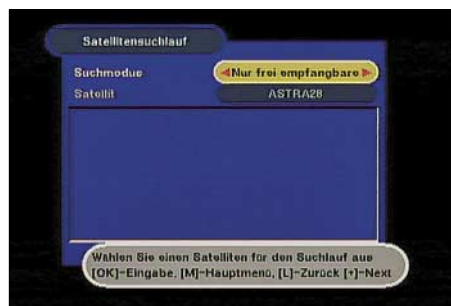 Satellitensuchlauf
Suchmodus Nur frei empfangbare
Satellit ASTRA28
Wählen Sie einen Satelliten für den Suchlauf aus
[OK]-Eingabe, [M]-Hauptmenü, [L]-Zurück [+]-Next